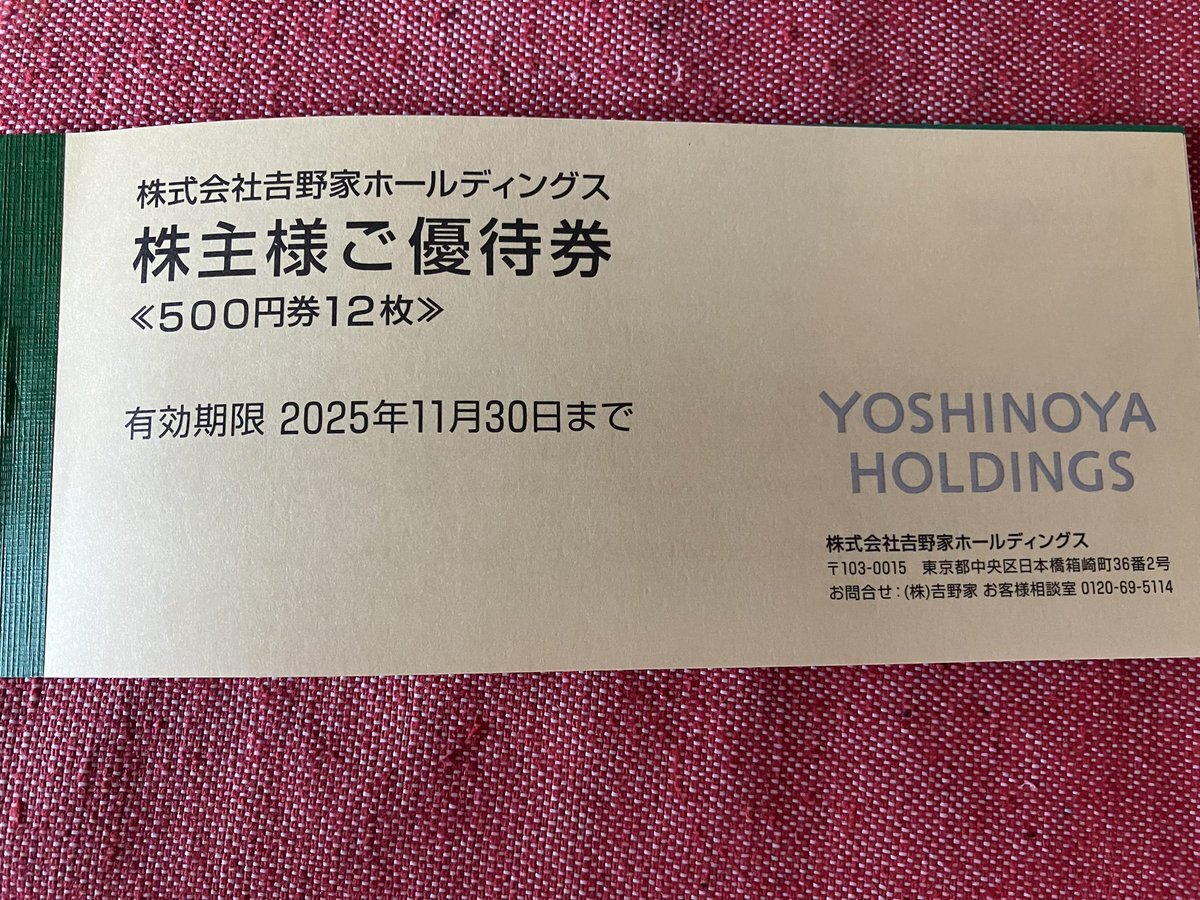 株式会社𠮷野家ホールディングス
株主様ご優待券
≪500円券12枚≫
有効期限 2025年11月30日まで
YOSHINOYA
HOLDINGS
株式会社𠮷野家ホールディングス
〒103-0015 東京都中央区日本橋箱崎町36番2号
お問合せ:(株)𠮷野家 お客様相談室 0120-69-5114